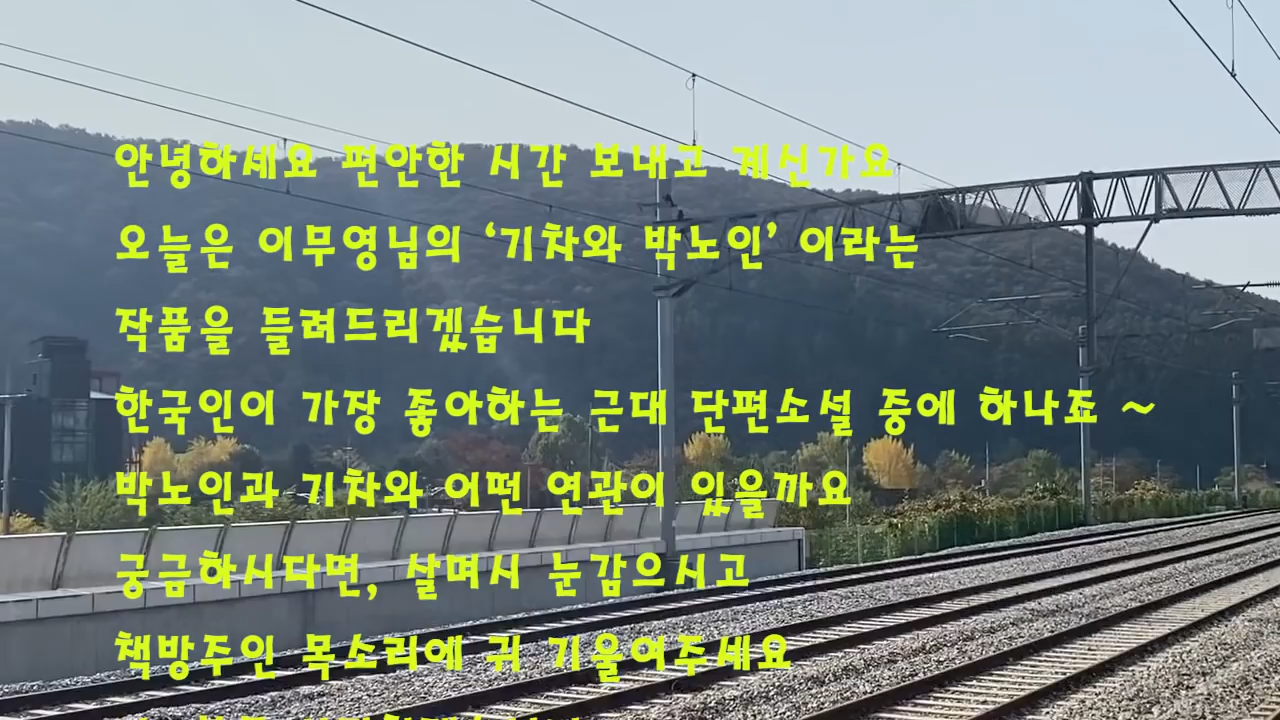 안녕하세요 편안한 시간 보내고 계신가요
오늘은 이무영님의 ‘기차와 박노인’ 이라는
작품을 들려드리겠습니다
한국인이 가장 좋아하는 근대 단편소설 중에 하나죠 ~
박노인과 기차와 어떤 연관이 있을까요
궁금하시다면, 살며시 눈감으시고
책방주인 목소리에 귀 기울여주세요